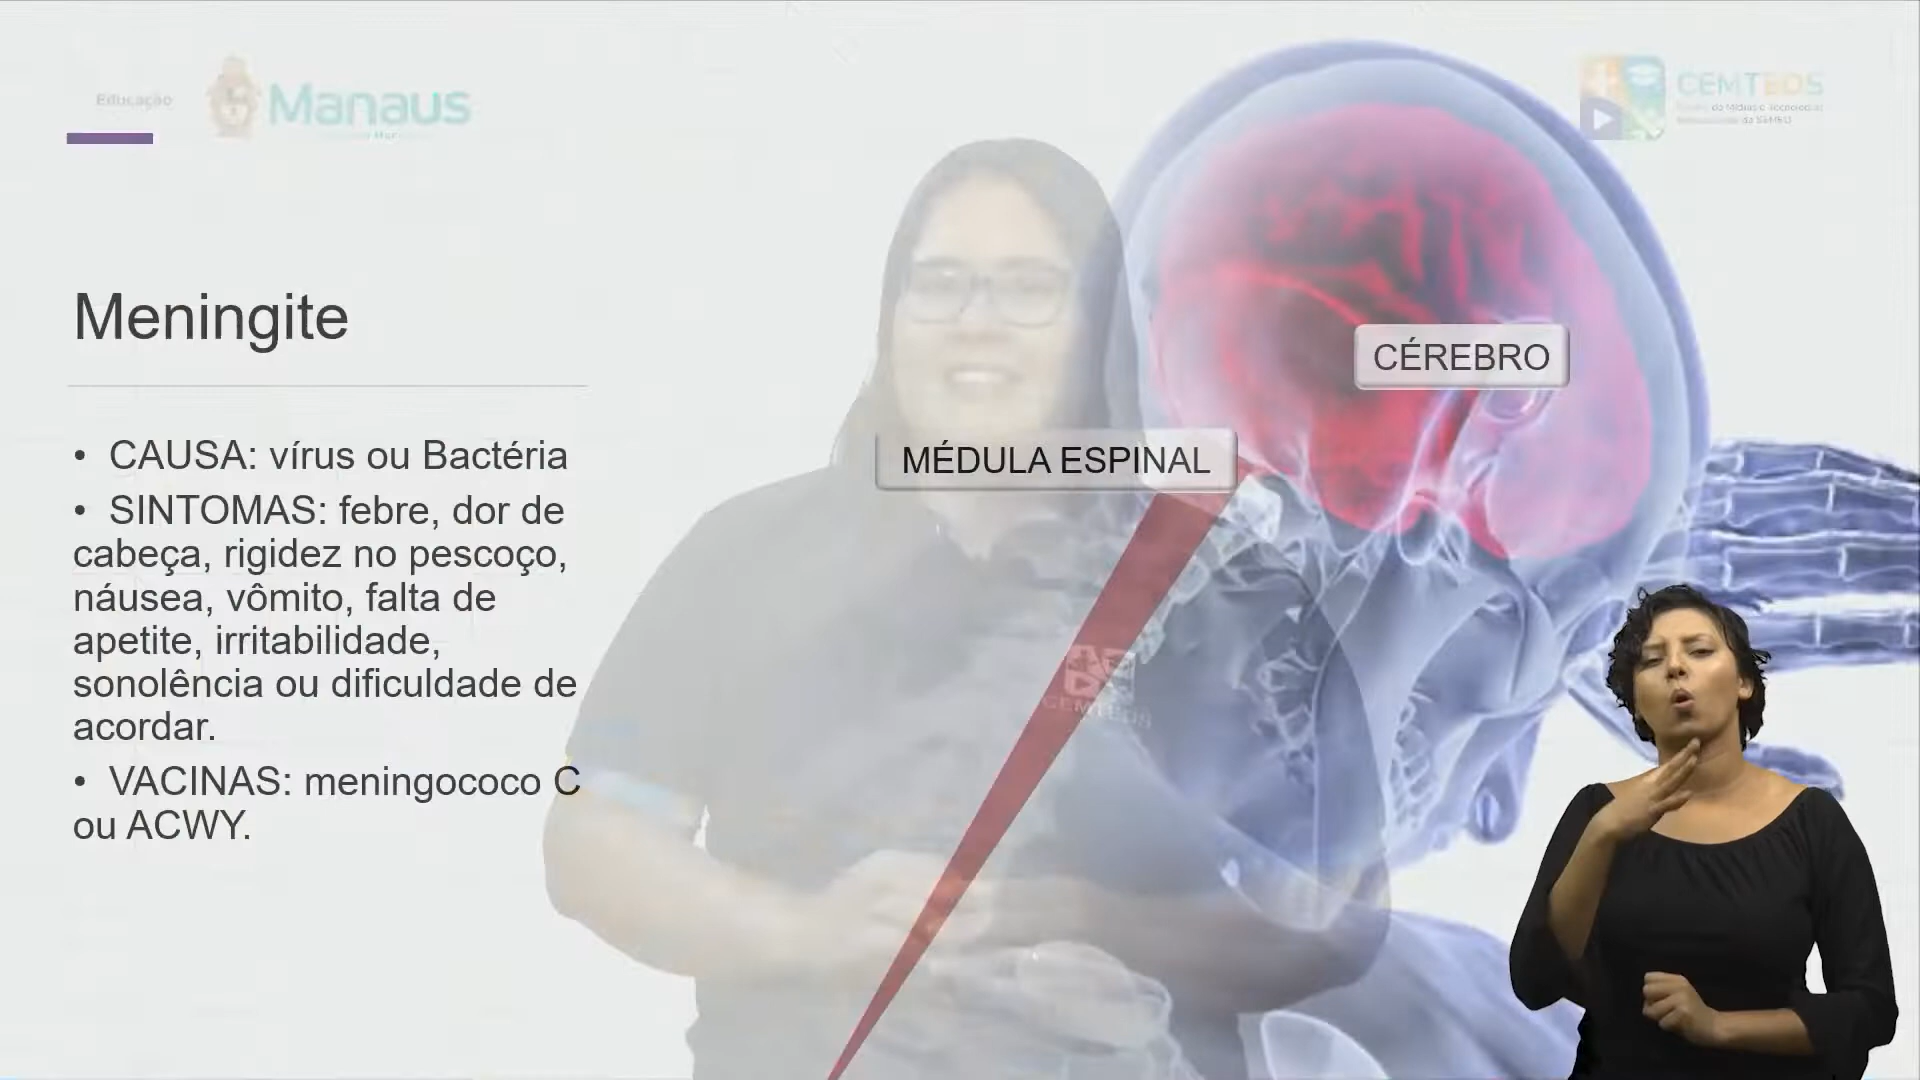 Educação
Manaus
CEMTEDS
Meningite
CÉREBRO
MÉDULA ESPINAL
• CAUSA: vírus ou Bactéria
• SINTOMAS: febre, dor de
cabeça, rigidez no pescoço,
náusea, vômito, falta de
apetite, irritabilidade,
sonolência ou dificuldade de
acordar.
• VACINAS: meningococo C
ou ACWY.
CEMTEDS